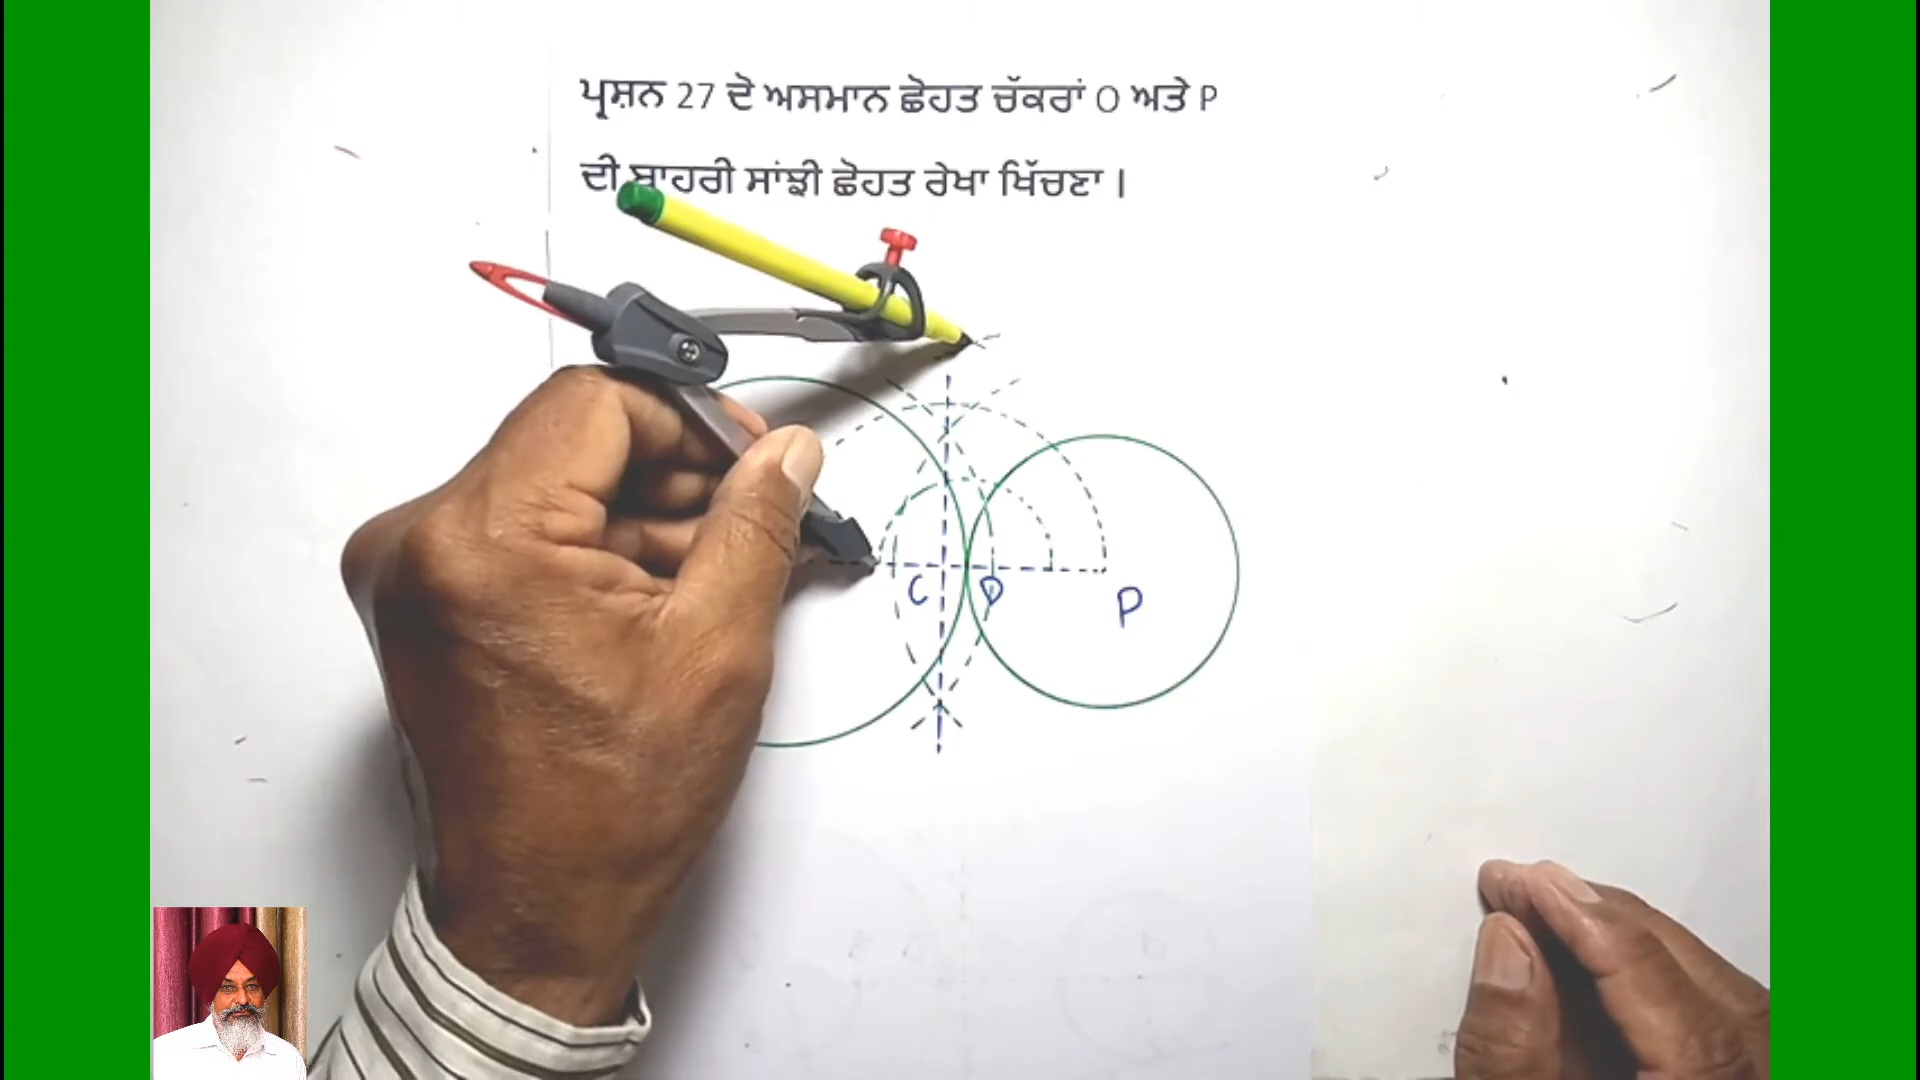 ਪ੍ਰਸ਼ਨ 27 ਦੋ ਅਸਮਾਨ ਛੋਹਤ ਚੱਕਰਾਂ O ਅਤੇ P
ਦੀ ਬਾਹਰੀ ਸਾਂਝੀ ਛੋਹਤ ਰੇਖਾ ਖਿੱਚਣਾ ।
C D P